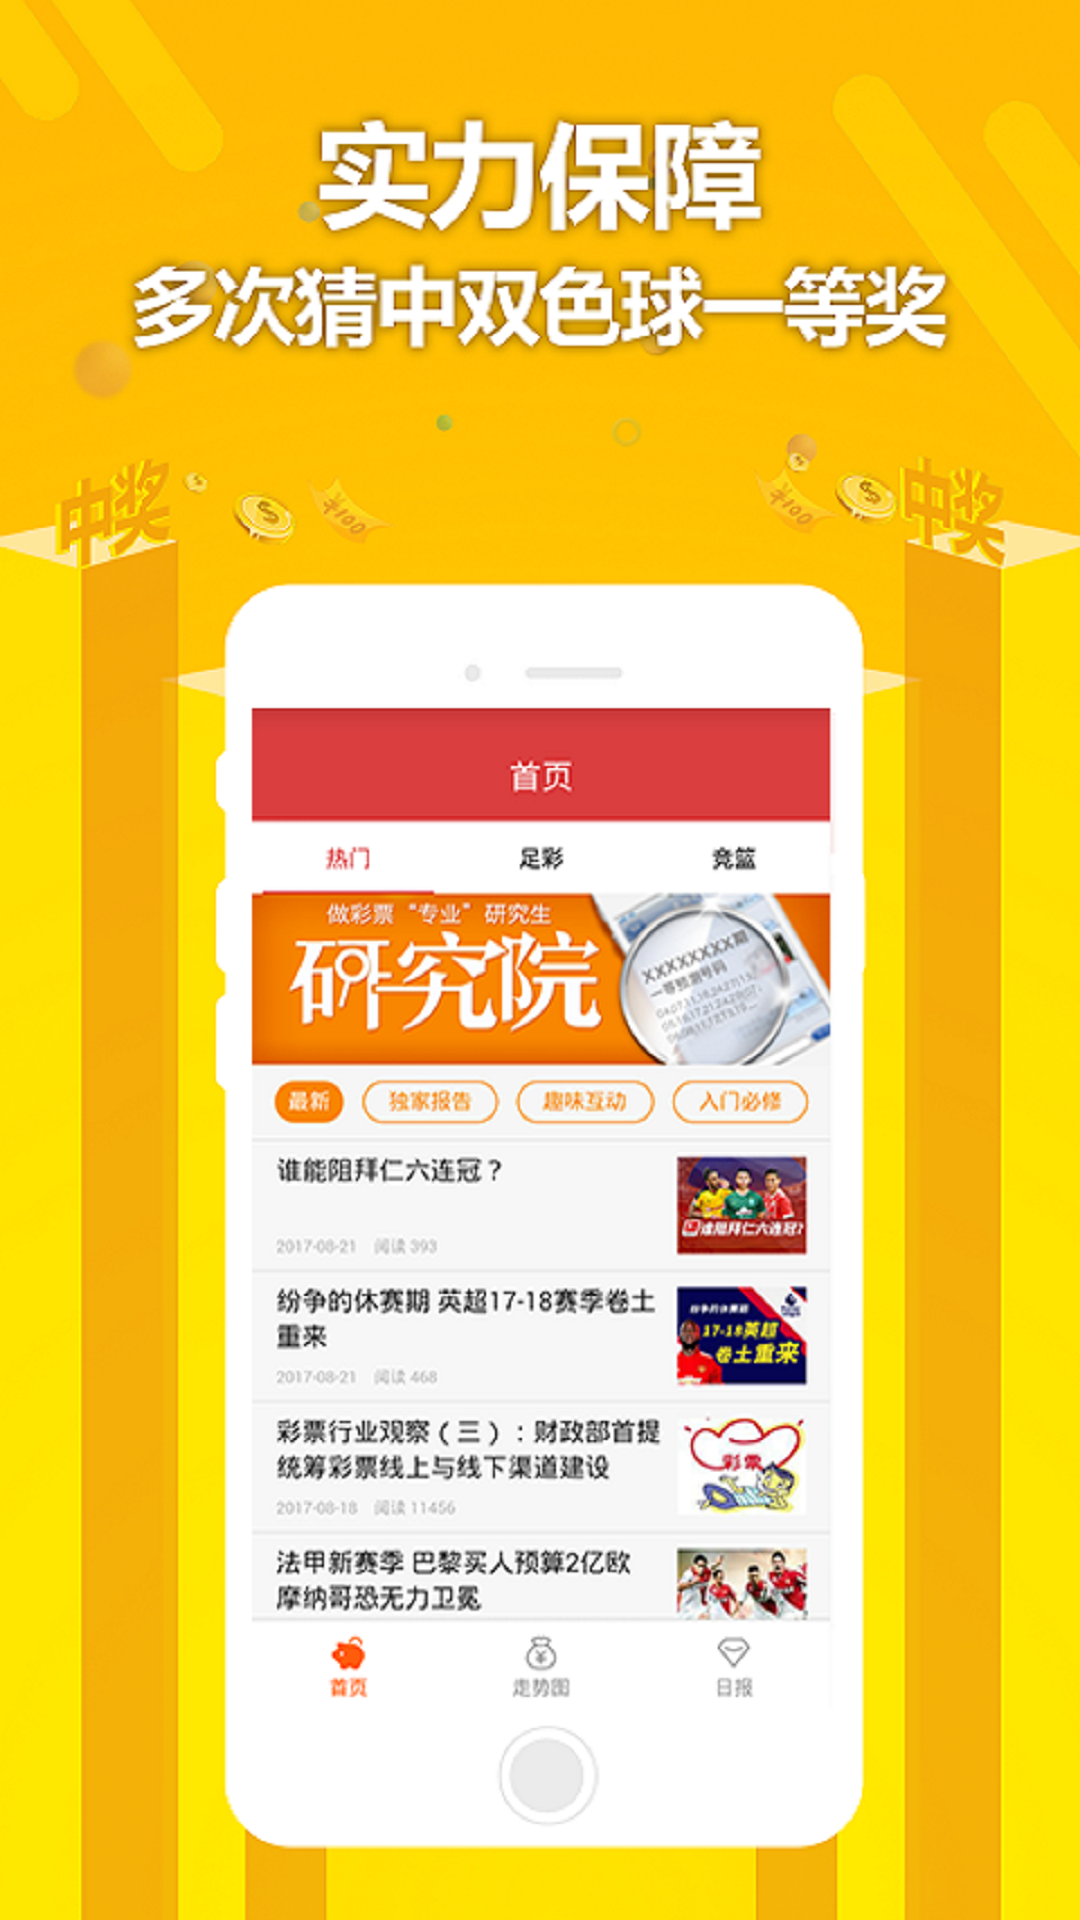 实力保障
多次猜中双色球一等奖
中奖
¥100
¥100
中奖
首页
热门 足彩 竞篮
做彩票“专业”研究生
研究院
XXXXXXXX期
一等预测号码
最新 独家报告 趣味互动 入门必修
谁能阻拜仁六连冠？
2017-08-21 阅读 393
谁能阻拜仁六连冠?
纷争的休赛期 英超17-18赛季卷土
重来
2017-08-21 阅读 468
纷争的休赛期
17-18英超
卷土重来
彩票行业观察（三）：财政部首提
统筹彩票线上与线下渠道建设
2017-08-18 阅读 11456
彩票
法甲新赛季 巴黎买人预算2亿欧
摩纳哥恐无力卫冕
首页 走势图 日报